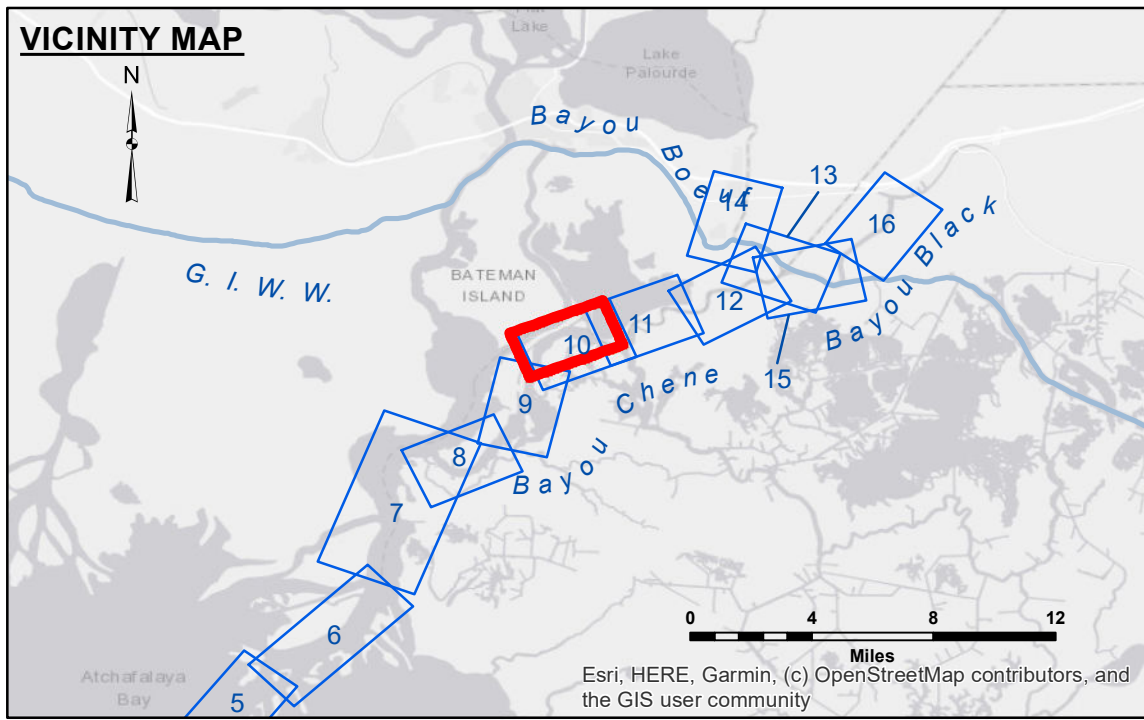 VICINITY MAP
N
Lake
Lake
Palourde
Bayou
Boeuf
13
14
16
Bayou Black
G. I. W. W.
BATEMAN
ISLAND
12
11
10
15
Chene
9
8
Bayou
7
6
5
0 4 8 12
Miles
Atchafalaya
Bay
Esri, HERE, Garmin, (c) OpenStreetMap contributors, and
the GIS user community